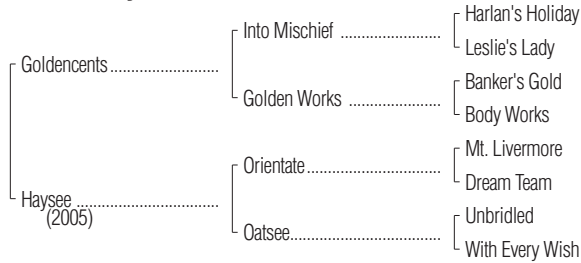 Harlan's Holiday
Into Mischief ....................
Leslie's Lady
Goldencents............................
Banker's Gold
Golden Works ..................
Body Works
Mt. Livermore
Orientate...........................
Dream Team
Haysee ....................................
(2005)
Unbridled
Oatsee................................
With Every Wish